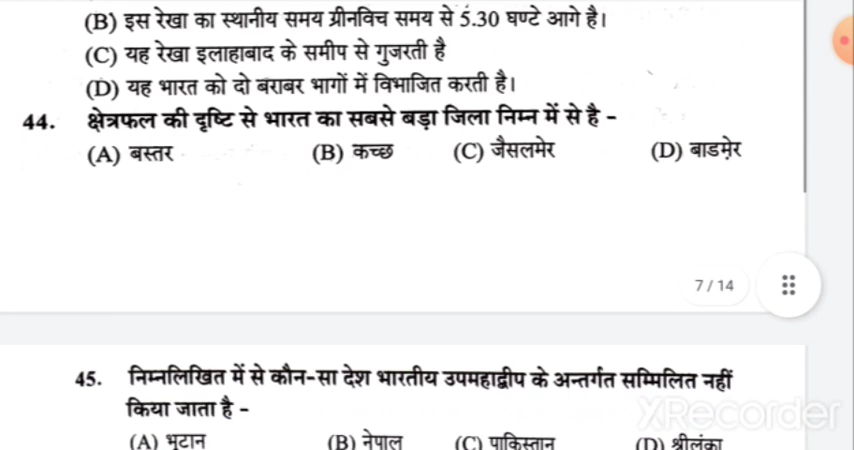 (B) इस रेखा का स्थानीय समय ग्रीनविच समय से 5.30 घण्टे आगे है।
(C) यह रेखा इलाहाबाद के समीप से गुजरती है
(D) यह भारत को दो बराबर भागों में विभाजित करती है।
44. क्षेत्रफल की दृष्टि से भारत का सबसे बड़ा जिला निम्न में से है -
(A) बस्तर (B) कच्छ (C) जैसलमेर (D) बाडमे़र
7 / 14
45. निम्नलिखित में से कौन-सा देश भारतीय उपमहाद्वीप के अन्तर्गत सम्मिलित नहीं
किया जाता है -
XRecorder
(A) भूटान (B) नेपाल (C) पाकिस्तान (D) श्रीलंका